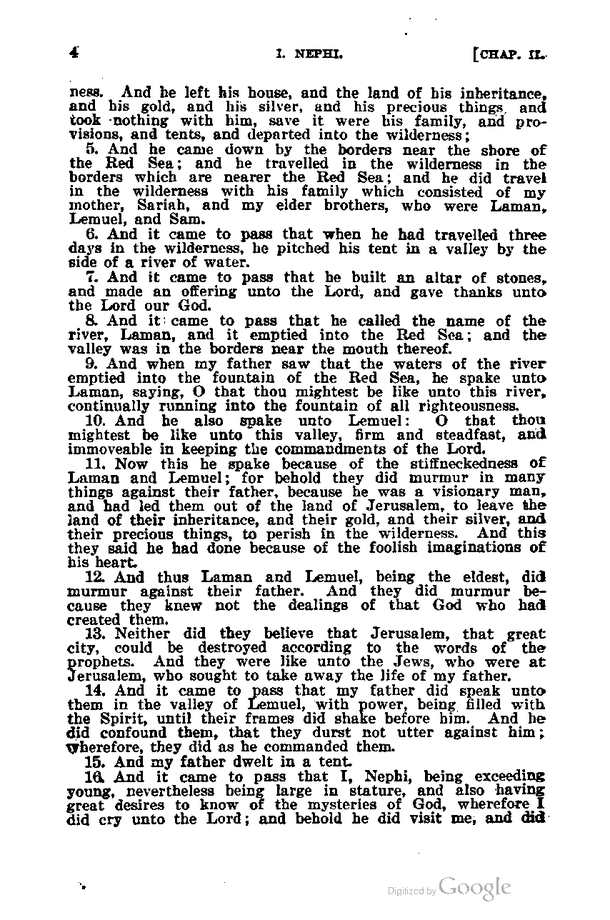 4 I. NEPHI. [CHAP. II.
ness. And he left his house, and the land of his inheritance,
and his gold, and his silver, and his precious things, and
took nothing with him, save it were his family, and pro-
visions, and tents, and departed into the wilderness;
5. And he came down by the borders near the shore of
the Red Sea; and he travelled in the wilderness in the
borders which are nearer the Red Sea; and he did travel
in the wilderness with his family which consisted of my
mother, Sariah, and my elder brothers, who were Laman,
Lemuel, and Sam.
6. And it came to pass that when he had travelled three
days in the wilderness, he pitched his tent in a valley by the
side of a river of water.
7. And it came to pass that he built an altar of stones,
and made an offering unto the Lord, and gave thanks unto
the Lord our God.
8. And it came to pass that he called the name of the
river, Laman, and it emptied into the Red Sea; and the
valley was in the borders near the mouth thereof.
9. And when my father saw that the waters of the river
emptied into the fountain of the Red Sea, he spake unto
Laman, saying, O that thou mightest be like unto this river,
continually running into the fountain of all righteousness.
10. And he also spake unto Lemuel: O that thou
mightest be like unto this valley, firm and steadfast, and
immoveable in keeping the commandments of the Lord.
11. Now this he spake because of the stiffneckedness of
Laman and Lemuel; for behold they did murmur in many
things against their father, because he was a visionary man,
and had led them out of the land of Jerusalem, to leave the
land of their inheritance, and their gold, and their silver, and
their precious things, to perish in the wilderness. And this
they said he had done because of the foolish imaginations of
his heart.
12. And thus Laman and Lemuel, being the eldest, did
murmur against their father. And they did murmur be-
cause they knew not the dealings of that God who had
created them.
13. Neither did they believe that Jerusalem, that great
city, could be destroyed according to the words of the
prophets. And they were like unto the Jews, who were at
Jerusalem, who sought to take away the life of my father.
14. And it came to pass that my father did speak unto
them in the valley of Lemuel, with power, being filled with
the Spirit, until their frames did shake before him. And he
did confound them, that they durst not utter against him;
wherefore, they did as he commanded them.
15. And my father dwelt in a tent.
16. And it came to pass that I, Nephi, being exceeding
young, nevertheless being large in stature, and also having
great desires to know of the mysteries of God, wherefore I
did cry unto the Lord; and behold he did visit me, and did
Digitized by Google